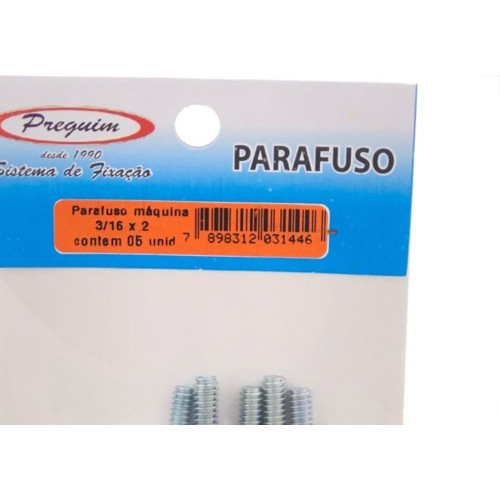 Preguim
desde 1990
Sistema de Fixação
PARAFUSO
Parafuso máquina
3/16 x 2
contem 05 unid
7 898312 031446